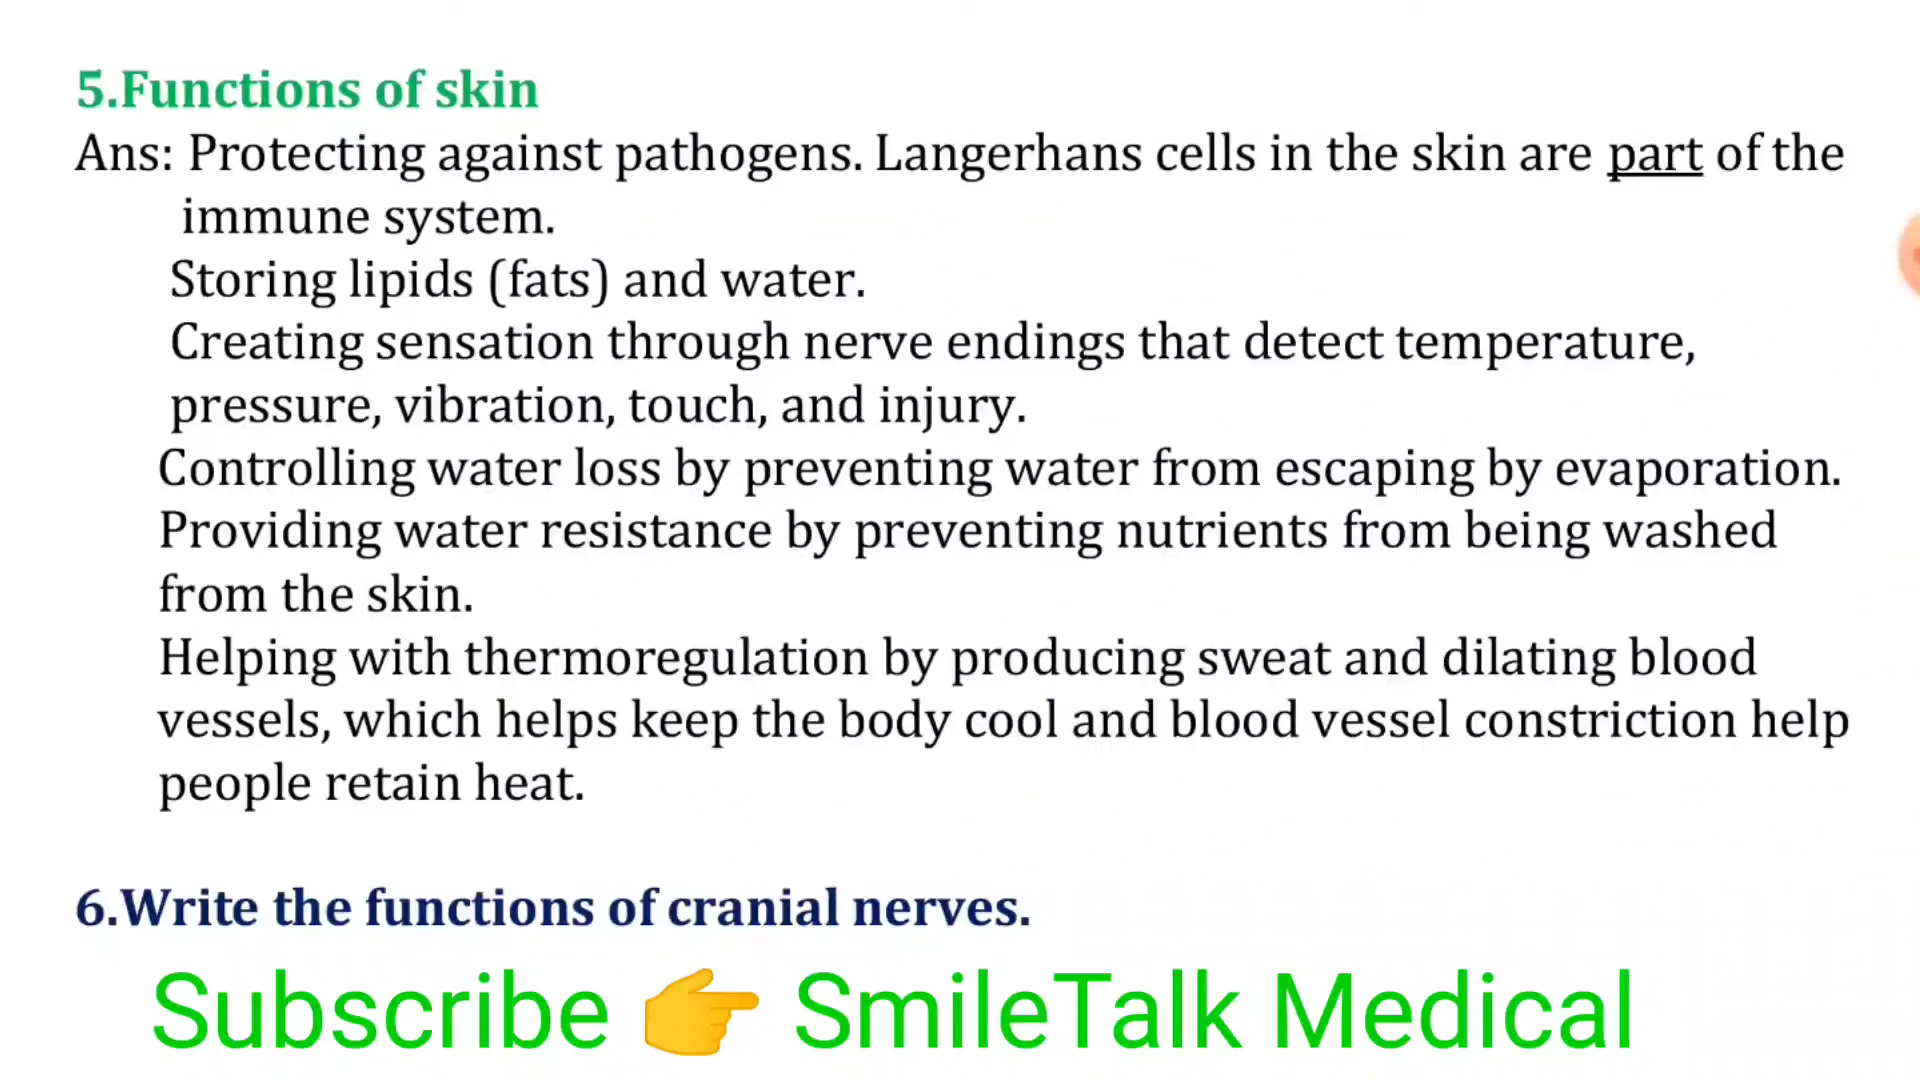 5.Functions of skin
Ans: Protecting against pathogens. Langerhans cells in the skin are part of the
immune system.
Storing lipids (fats) and water.
Creating sensation through nerve endings that detect temperature,
pressure, vibration, touch, and injury.
Controlling water loss by preventing water from escaping by evaporation.
Providing water resistance by preventing nutrients from being washed
from the skin.
Helping with thermoregulation by producing sweat and dilating blood
vessels, which helps keep the body cool and blood vessel constriction help
people retain heat.
6.Write the functions of cranial nerves.
Subscribe 👉 SmileTalk Medical